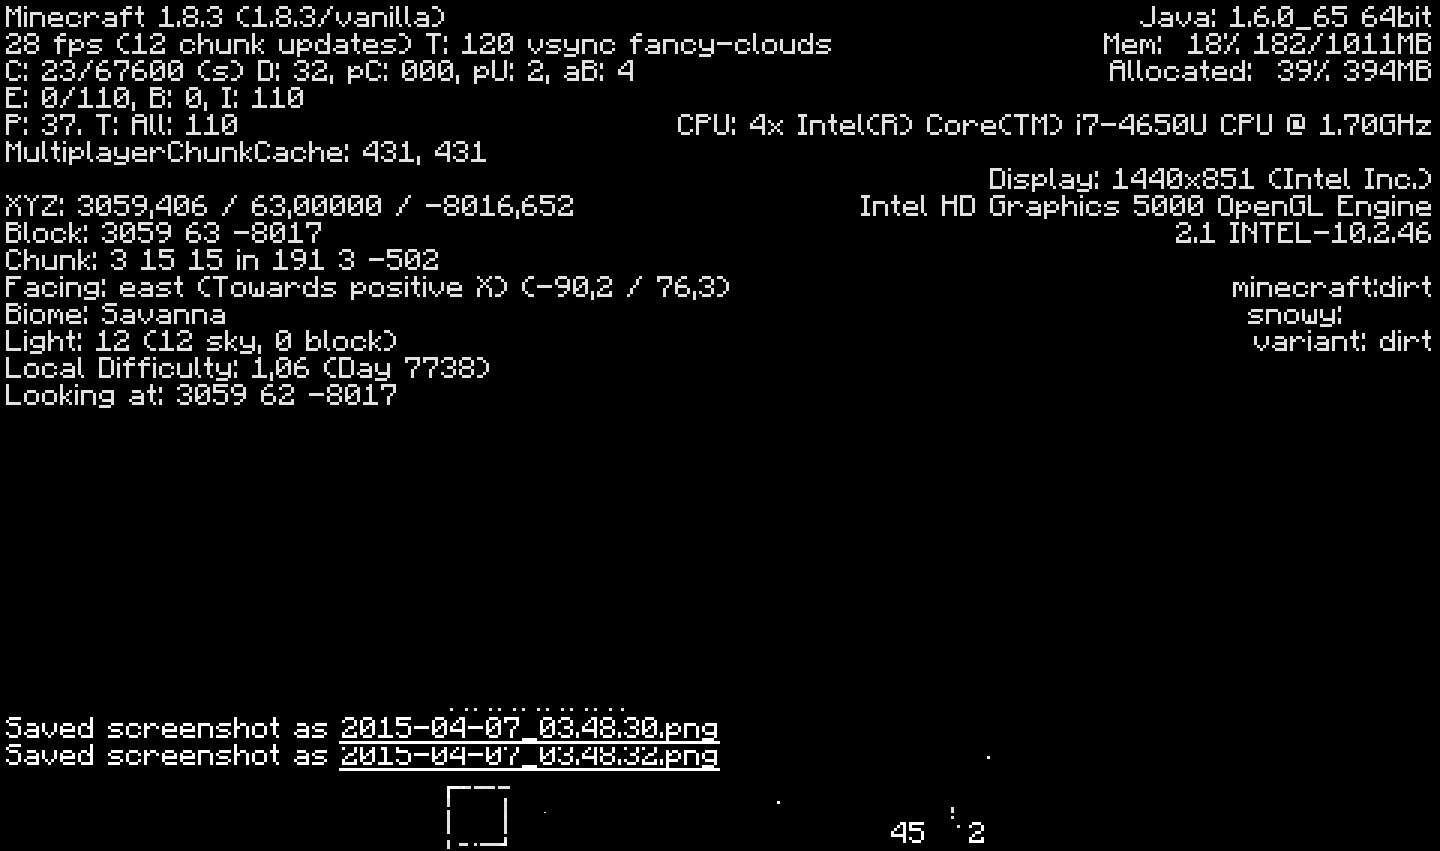 Minecraft 1.8.3 (1.8.3/vanilla)
28 fps (12 chunk updates) T: 120 vsync fancy-clouds
C: 23/67600 (s) D: 32, pC: 000, pU: 2, aB: 4
E: 0/110, B: 0, I: 110
P: 37. T: All: 110
MultiplayerChunkCache: 431, 431
XYZ: 3059,406 / 63,00000 / -8016,652
Block: 3059 63 -8017
Chunk: 3 15 15 in 191 3 -502
Facing: east (Towards positive X) (-90,2 / 76,3)
Biome: Savanna
Light: 12 (12 sky, 0 block)
Local Difficulty: 1,06 (Day 7738)
Looking at: 3059 62 -8017
Java: 1.6.0_65 64bit
Mem: 18% 182/1011MB
Allocated: 39% 394MB
CPU: 4x Intel(R) Core(TM) i7-4650U CPU @ 1.70GHz
Display: 1440x851 (Intel Inc.)
Intel HD Graphics 5000 OpenGL Engine
2.1 INTEL-10.2.46
minecraft:dirt
snowy:
variant: dirt
Saved screenshot as 2015-04-07_03.48.30.png
Saved screenshot as 2015-04-07_03.48.32.png
45 2